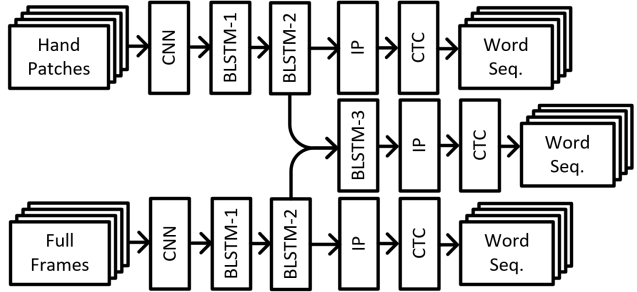 Hand
Patches
CNN
BLSTM-1
BLSTM-2
IP
CTC
Word
Seq.
BLSTM-3
IP
CTC
Word
Seq.
Full
Frames
CNN
BLSTM-1
BLSTM-2
IP
CTC
Word
Seq.